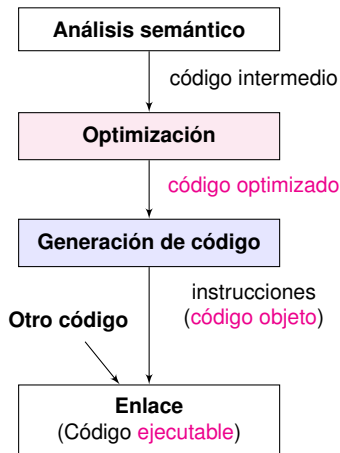 Análisis semántico
código intermedio
Optimización
código optimizado
Generación de código
instrucciones
(código objeto)
Otro código
Enlace
(Código ejecutable)